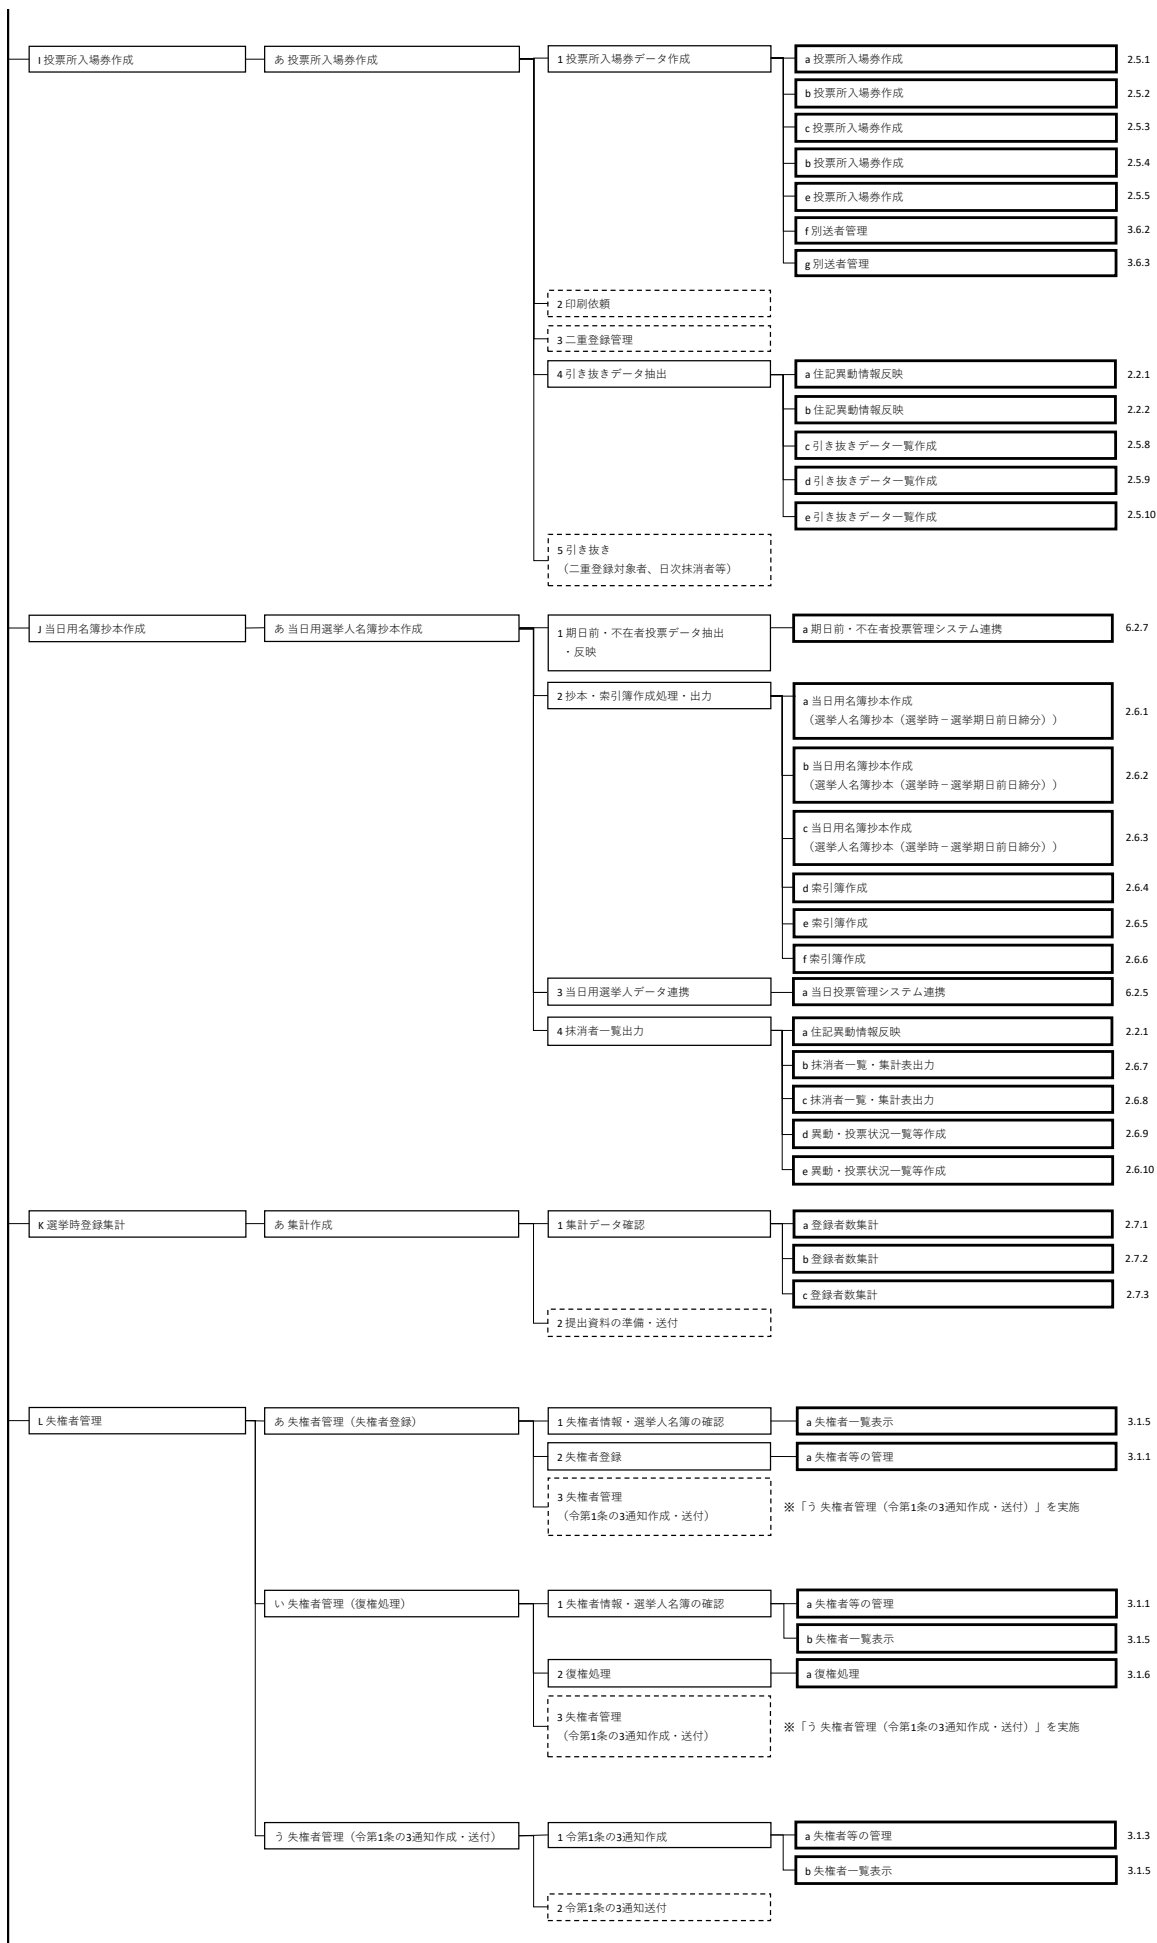 I 投票所入場券作成
あ 投票所入場券作成
1 投票所入場券データ作成
a 投票所入場券作成
2.5.1
b 投票所入場券作成
2.5.2
c 投票所入場券作成
2.5.3
b 投票所入場券作成
2.5.4
e 投票所入場券作成
2.5.5
f 別送者管理
3.6.2
g 別送者管理
3.6.3
2 印刷依頼
3 二重登録管理
4 引き抜きデータ抽出
a 住記異動情報反映
2.2.1
b 住記異動情報反映
2.2.2
c 引き抜きデータ一覧作成
2.5.8
d 引き抜きデータ一覧作成
2.5.9
e 引き抜きデータ一覧作成
2.5.10
5 引き抜き
（二重登録対象者、日次抹消者等）
J 当日用名簿抄本作成
あ 当日用選挙人名簿抄本作成
1 期日前・不在者投票データ抽出
・反映
a 期日前・不在者投票管理システム連携
6.2.7
2 抄本・索引簿作成処理・出力
a 当日用名簿抄本作成
（選挙人名簿抄本（選挙時－選挙期日前日締分））
2.6.1
b 当日用名簿抄本作成
（選挙人名簿抄本（選挙時－選挙期日前日締分））
2.6.2
c 当日用名簿抄本作成
（選挙人名簿抄本（選挙時－選挙期日前日締分））
2.6.3
d 索引簿作成
2.6.4
e 索引簿作成
2.6.5
f 索引簿作成
2.6.6
3 当日用選挙人データ連携
a 当日投票管理システム連携
6.2.5
4 抹消者一覧出力
a 住記異動情報反映
2.2.1
b 抹消者一覧・集計表出力
2.6.7
c 抹消者一覧・集計表出力
2.6.8
d 異動・投票状況一覧等作成
2.6.9
e 異動・投票状況一覧等作成
2.6.10
K 選挙時登録集計
あ 集計作成
1 集計データ確認
a 登録者数集計
2.7.1
b 登録者数集計
2.7.2
c 登録者数集計
2.7.3
2 提出資料の準備・送付
L 失権者管理
あ 失権者管理（失権者登録）
1 失権者情報・選挙人名簿の確認
a 失権者一覧表示
3.1.5
2 失権者登録
a 失権者等の管理
3.1.1
3 失権者管理
（令第1条の3通知作成・送付）
※「う 失権者管理（令第1条の3通知作成・送付）」を実施
い 失権者管理（復権処理）
1 失権者情報・選挙人名簿の確認
a 失権者等の管理
3.1.1
b 失権者一覧表示
3.1.5
2 復権処理
a 復権処理
3.1.6
3 失権者管理
（令第1条の3通知作成・送付）
※「う 失権者管理（令第1条の3通知作成・送付）」を実施
う 失権者管理（令第1条の3通知作成・送付）
1 令第1条の3通知作成
a 失権者等の管理
3.1.3
b 失権者一覧表示
3.1.5
2 令第1条の3通知送付